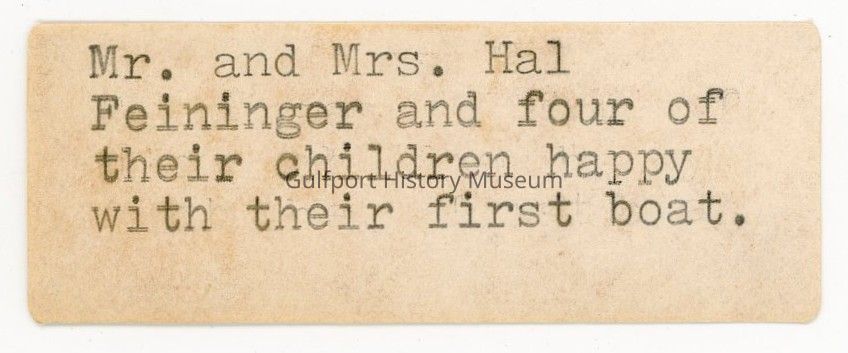 Mr. and Mrs. Hal
Feininger and four of
their children happy
with their first boat.
Gulfport History Museum